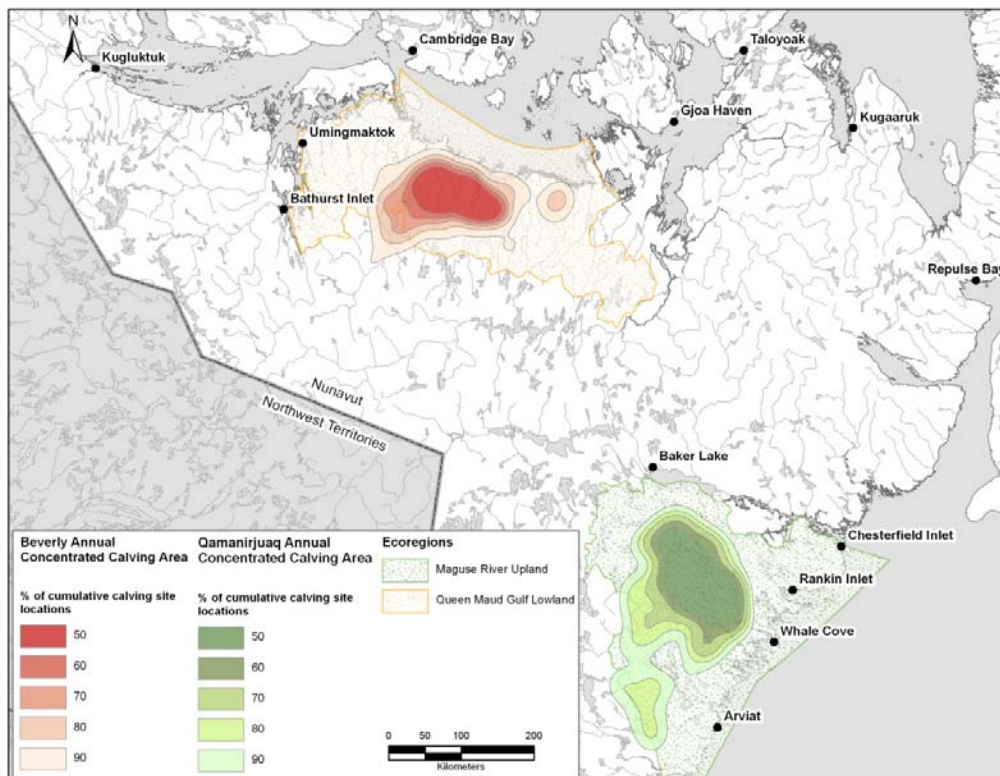 N
Cambridge Bay
Taloyoak
Kugluktuk
Gjoa Haven
Kugaaruk
Umingmaktok
Bathurst Inlet
Repulse Bay
Nunavut
Northwest Territories
Baker Lake
Chesterfield Inlet
Rankin Inlet
Whale Cove
Arviat
Beverly Annual
Concentrated Calving Area
% of cumulative calving site
locations
50
60
70
80
90
Qamanirjuaq Annual
Concentrated Calving Area
% of cumulative calving site
locations
50
60
70
80
90
Ecoregions
Maguse River Upland
Queen Maud Gulf Lowland
0 50 100 200
Kilometers